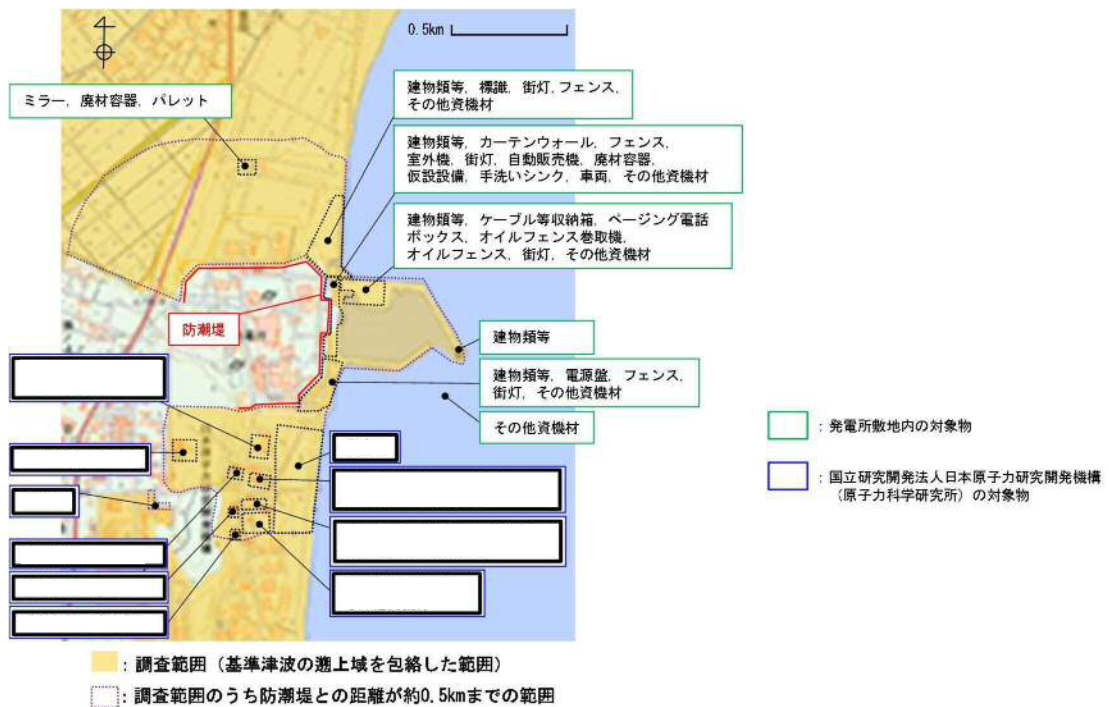 0.5km
建物類等，標識，街灯，フェンス，
その他資機材
ミラー，廃材容器，パレット
建物類等，カーテンウォール，フェンス，
室外機，街灯，自動販売機，廃材容器，
仮設設備，手洗いシンク，車両，その他資機材
建物類等，ケーブル等収納箱，ページング電話
ボックス，オイルフェンス巻取機，
オイルフェンス，街灯，その他資機材
防潮堤
建物類等
建物類等，電源盤，フェンス，
街灯，その他資機材
その他資機材
：発電所敷地内の対象物
：国立研究開発法人日本原子力研究開発機構
（原子力科学研究所）の対象物
：調査範囲（基準津波の遡上域を包絡した範囲）
：調査範囲のうち防潮堤との距離が約0.5kmまでの範囲